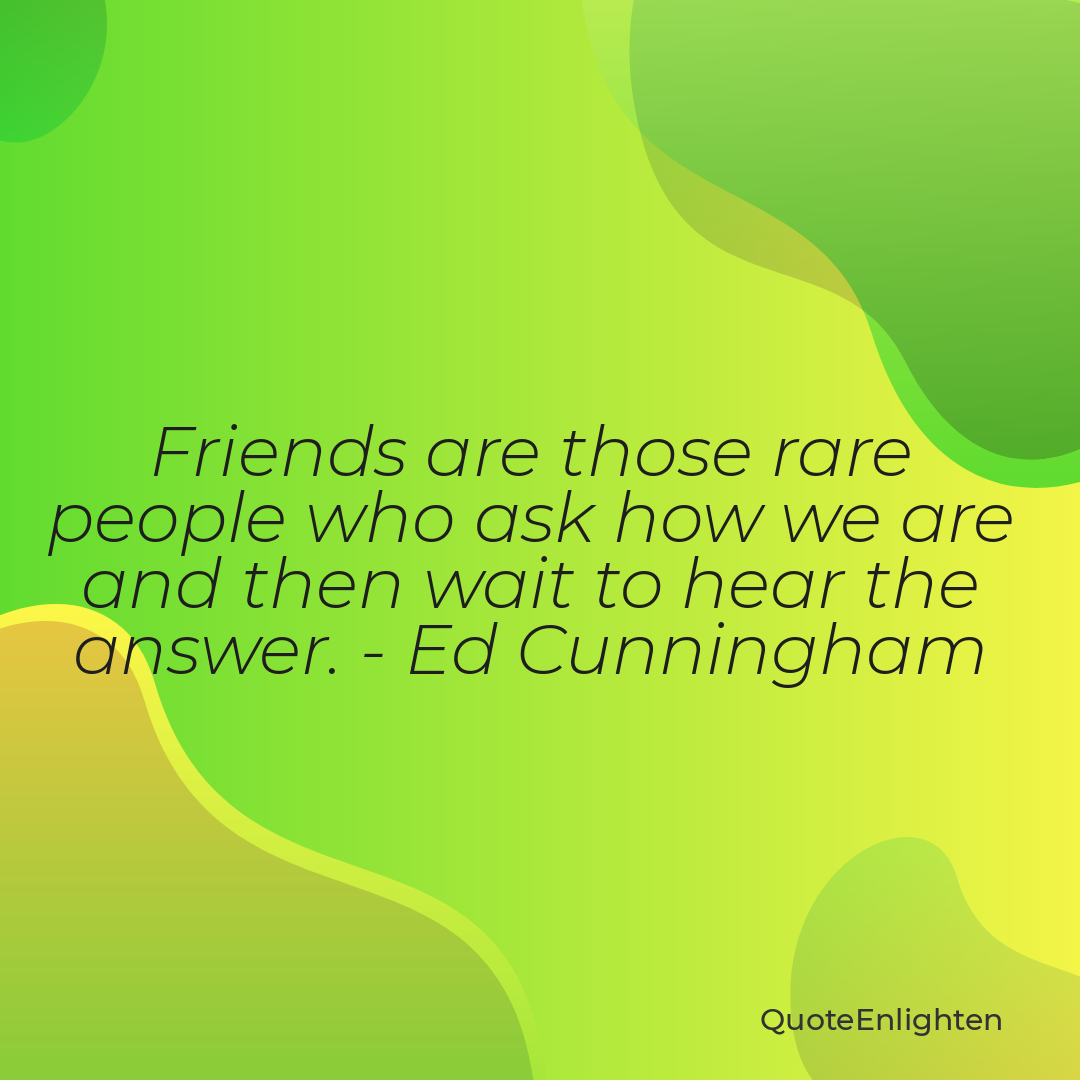 Friends are those rare
people who ask how we are
and then wait to hear the
answer. - Ed Cunningham
QuoteEnlighten